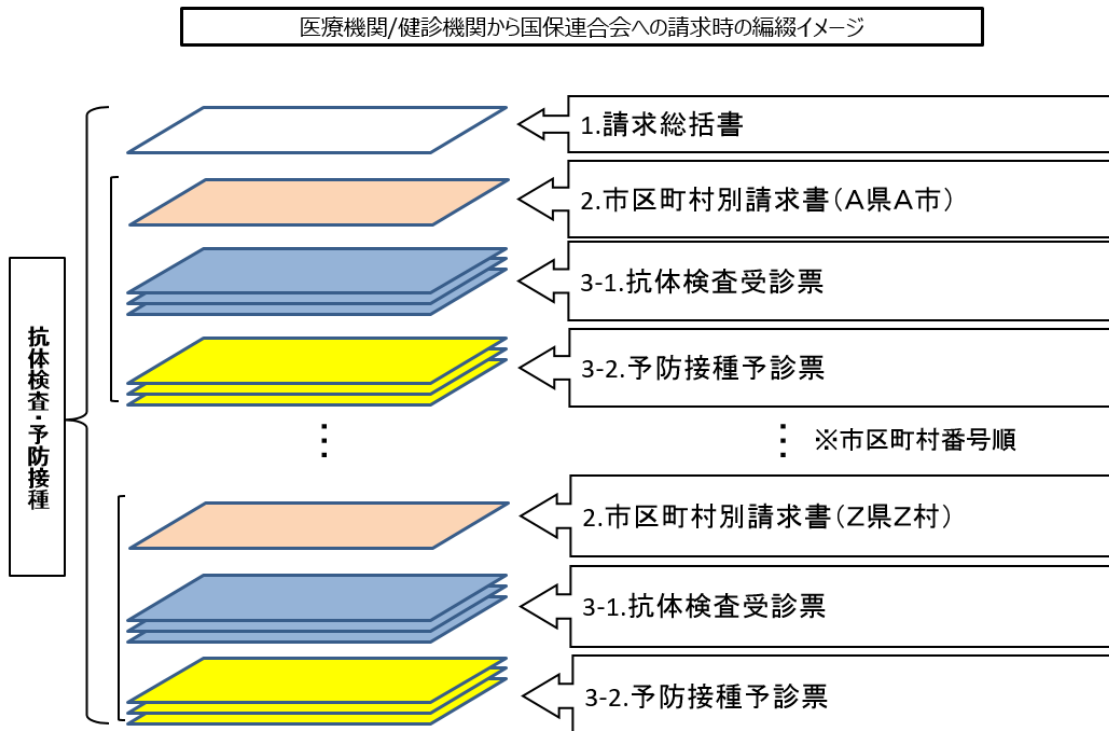 医療機関/健診機関から国保連合会への請求時の編綴イメージ
抗体検査・予防接種
1.請求総括書
2.市区町村別請求書(A県A市)
3-1.抗体検査受診票
3-2.予防接種予診票
⋮
⋮ ※市区町村番号順
2.市区町村別請求書(Z県Z村)
3-1.抗体検査受診票
3-2.予防接種予診票